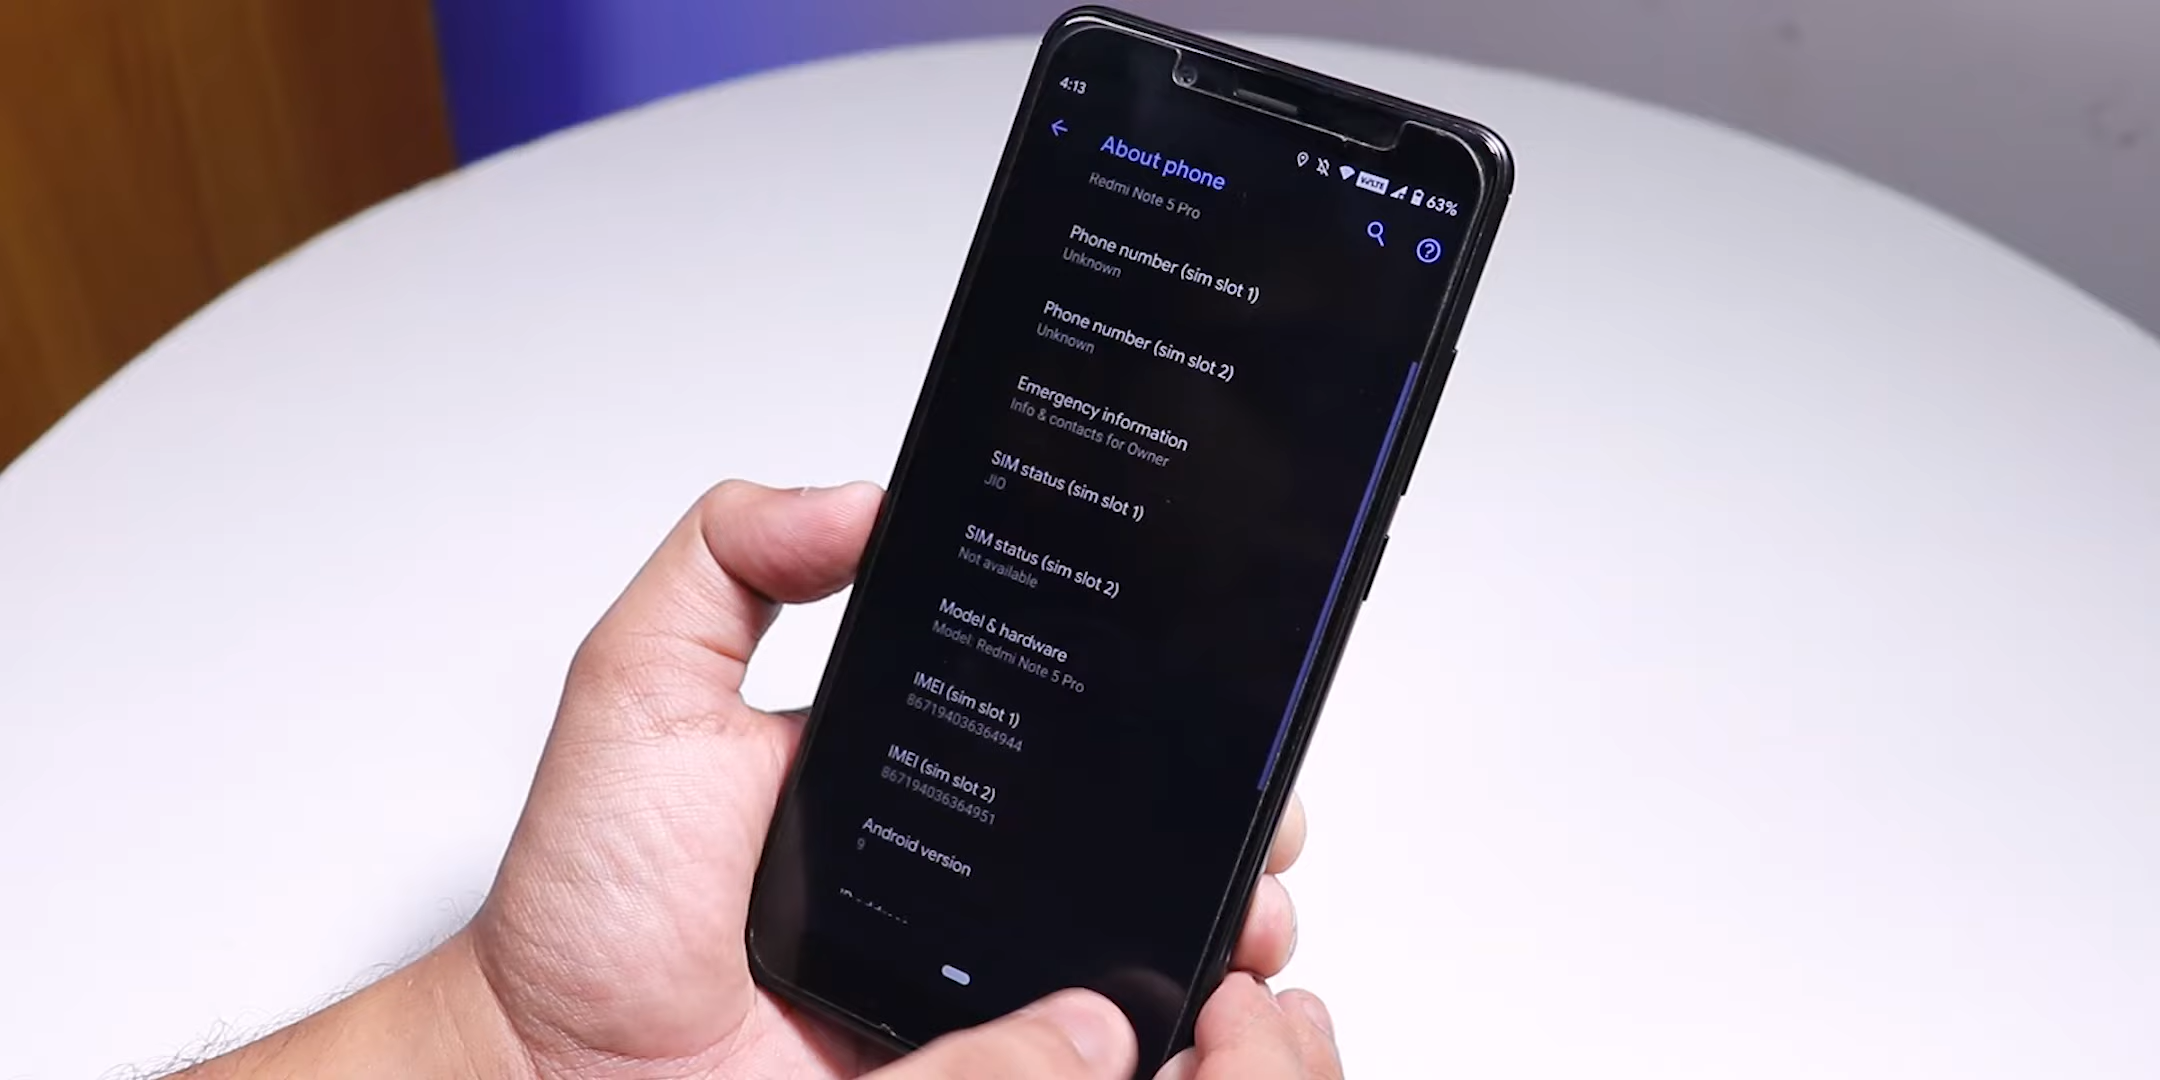 4:13
VoLTE
63%
About phone
Redmi Note 5 Pro
Phone number (sim slot 1)
Unknown
Phone number (sim slot 2)
Unknown
Emergency information
Info & contacts for Owner
SIM status (sim slot 1)
JIO
SIM status (sim slot 2)
Not available
Model & hardware
Model: Redmi Note 5 Pro
IMEI (sim slot 1)
867194036364944
IMEI (sim slot 2)
867194036364951
Android version
9